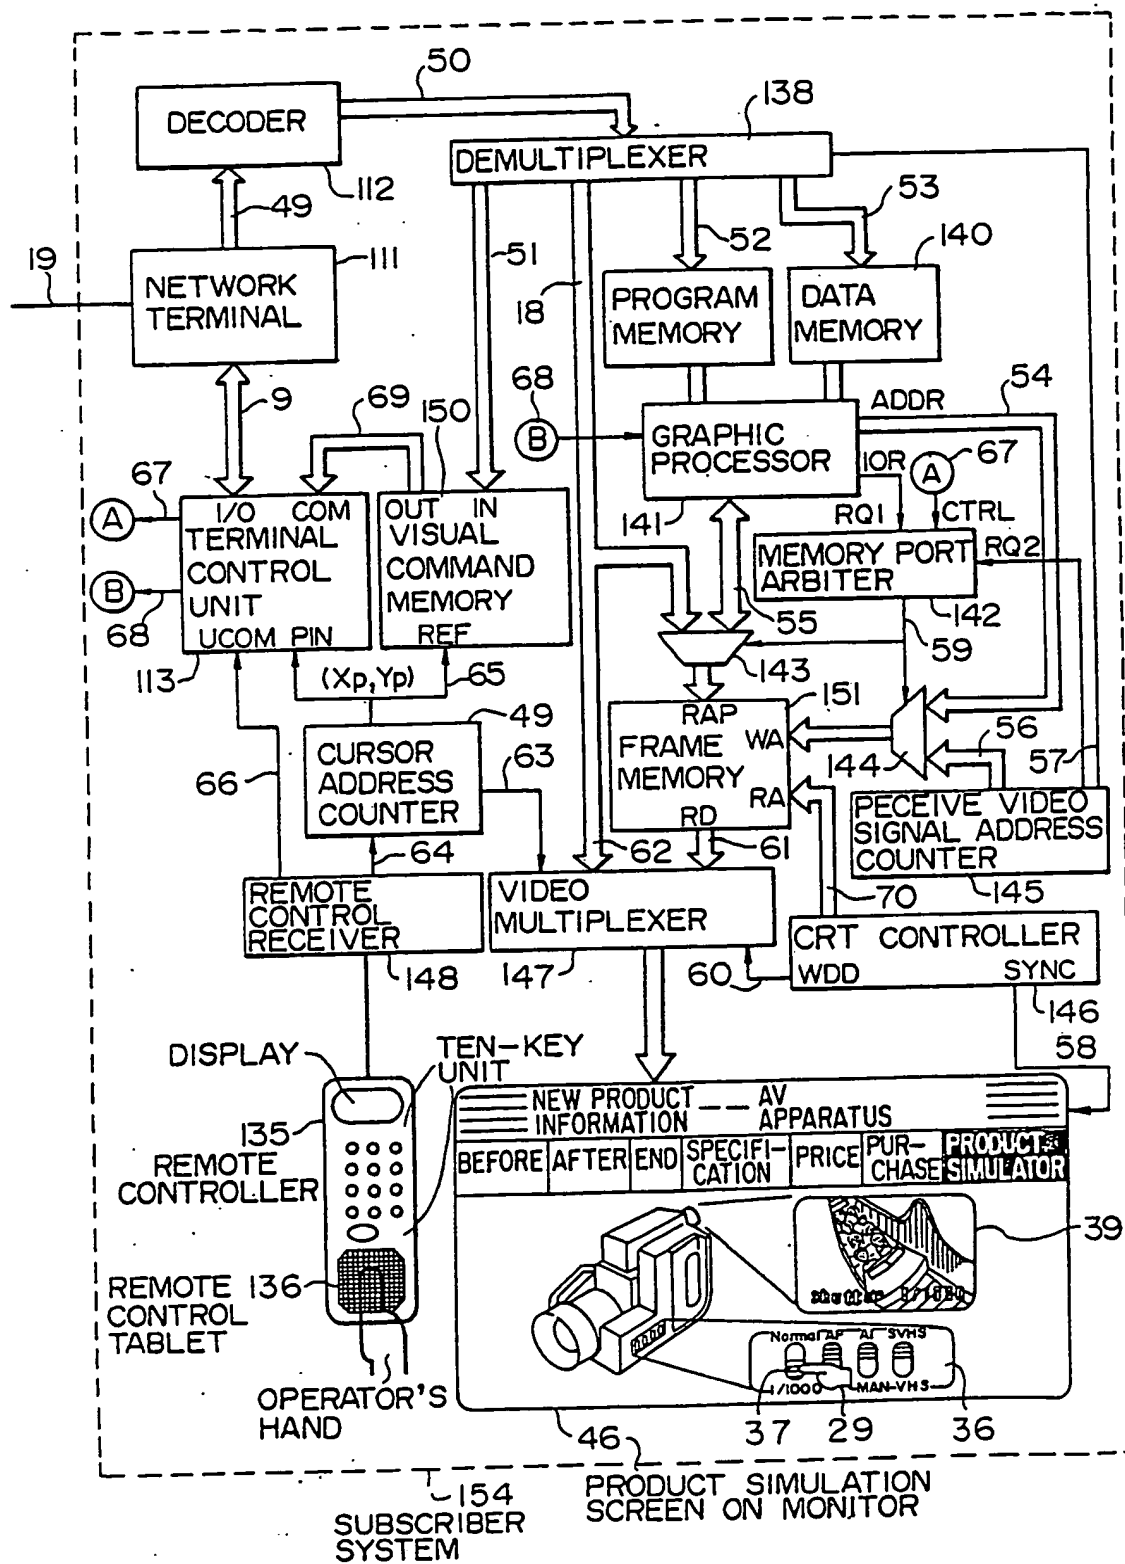 50
138
DECODER
DEMULTIPLEXER
112
49
53
52
140
19
111
51
NETWORK
TERMINAL
18
PROGRAM
MEMORY
DATA
MEMORY
9
69
150
68
B
ADDR
54
GRAPHIC
PROCESSOR
IOR
A
67
67
A
I/O COM
OUT IN
141
RQ1
CTRL
TERMINAL
CONTROL
UNIT
VISUAL
COMMAND
MEMORY
MEMORY PORT
ARBITER
RQ2
B
68
UCOM PIN
REF
55
142
59
113
(Xp,Yp)
65
143
151
49
RAP
FRAME
MEMORY
WA
56
CURSOR
ADDRESS
COUNTER
63
144
57
66
RA
RD
PECEIVE VIDEO
SIGNAL ADDRESS
COUNTER
64
62
61
145
70
REMOTE
CONTROL
RECEIVER
VIDEO
MULTIPLEXER
CRT CONTROLLER
WDD
SYNC
148
147
60
146
58
DISPLAY
TEN-KEY
UNIT
NEW PRODUCT
INFORMATION
AV
APPARATUS
135
REMOTE
CONTROLLER
BEFORE
AFTER
END
SPECIFI-
CATION
PRICE
PUR-
CHASE
PRODUCT
SIMULATOR
39
REMOTE
CONTROL
TABLET
136
Normal AF
SVHS
1/1000
MAN-VHS
OPERATOR'S
HAND
37
29
36
46
PRODUCT SIMULATION
SCREEN ON MONITOR
154
SUBSCRIBER
SYSTEM